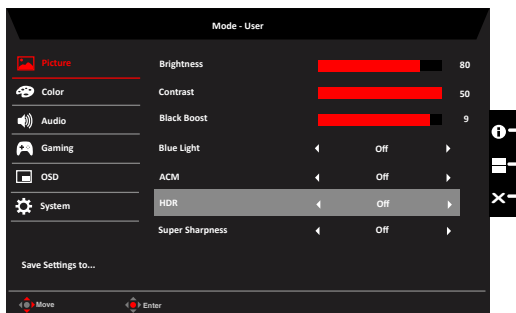 Mode - User
Picture
Brightness 80
Color
Contrast 50
Audio
Black Boost 9
Gaming
Blue Light Off
OSD
ACM Off
System
HDR Off
Super Sharpness Off
Save Settings to...
Move Enter